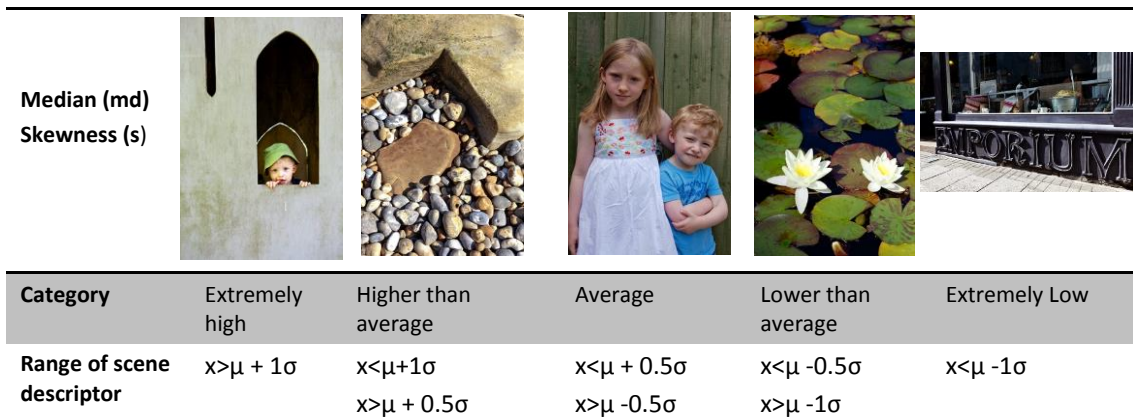 Median (md)
Skewness (s)
EMPORIUM
Category Extremely high Higher than average Average Lower than average Extremely Low
Range of scene descriptor x>μ + 1σ x<μ+1σ x<μ + 0.5σ x<μ -0.5σ x<μ -1σ
x>μ + 0.5σ x>μ -0.5σ x>μ -1σ